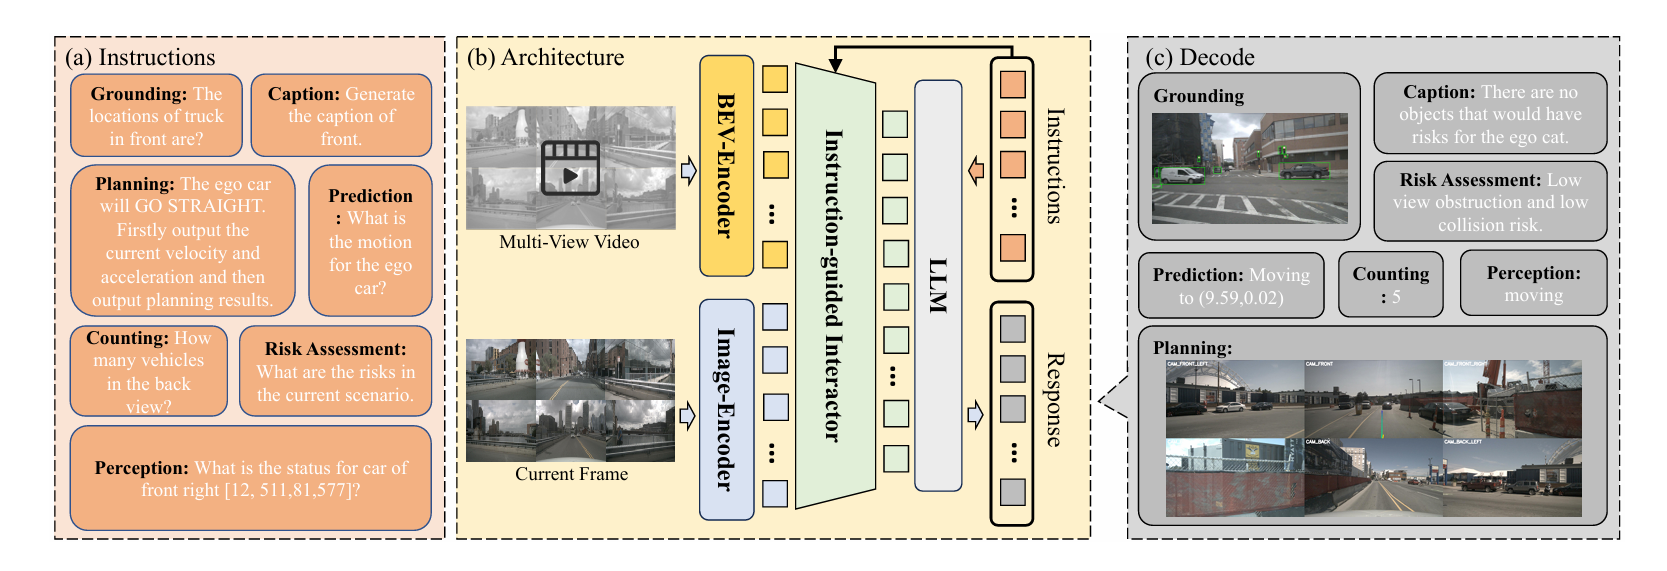 (a) Instructions
Grounding: The
locations of truck
in front are?
Caption: Generate
the caption of
front.
Planning: The ego car
will GO STRAIGHT.
Firstly output the
current velocity and
acceleration and then
output planning results.
Prediction
: What is
the motion
for the ego
car?
Counting: How
many vehicles
in the back
view?
Risk Assessment:
What are the risks in
the current scenario.
Perception: What is the status for car of
front right [12, 511,81,577]?
(b) Architecture
Multi-View Video
Current Frame
BEV-Encoder
Image-Encoder
Instruction-guided Interactor
LLM
Instructions
Response
(c) Decode
Grounding
Caption: There are no
objects that would have
risks for the ego cat.
Risk Assessment: Low
view obstruction and low
collision risk.
Prediction: Moving
to (9.59,0.02)
Counting
: 5
Perception:
moving
Planning:
CAM_FRONT_LEFT
CAM_FRONT
CAM_FRONT_RIGHT
CAM_BACK
CAM_BACK_LEFT